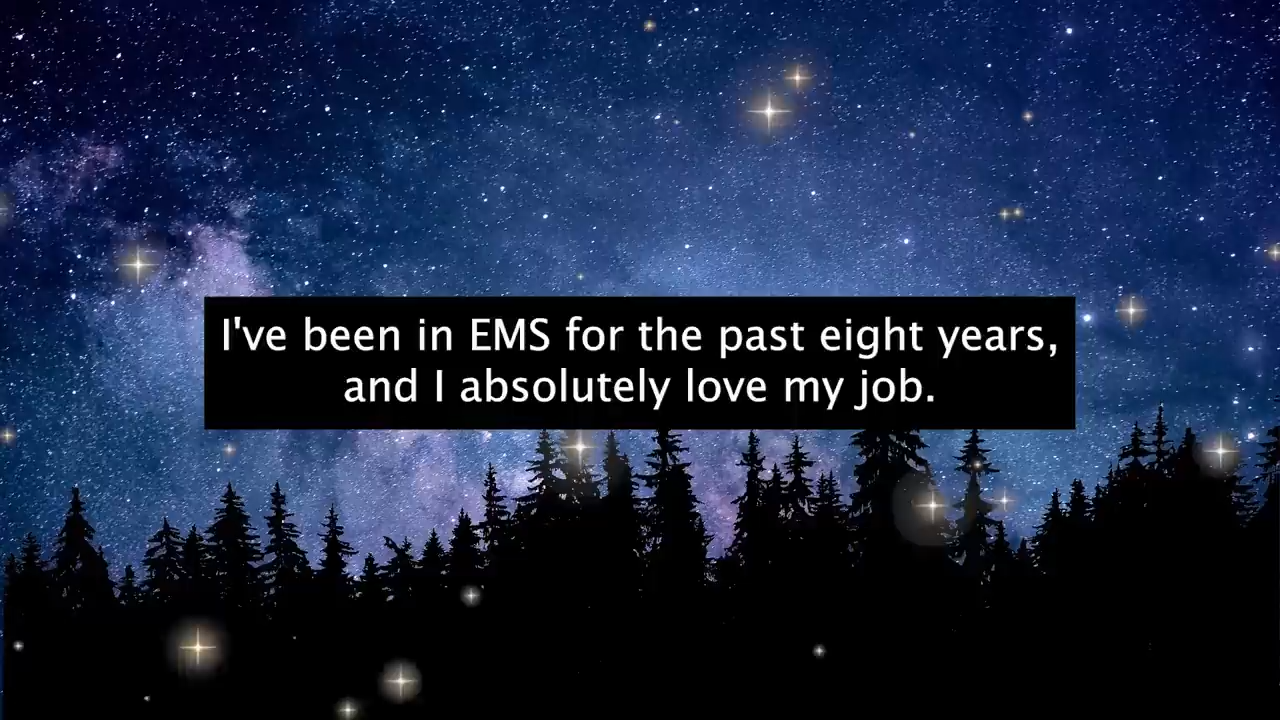 I've been in EMS for the past eight years,
and I absolutely love my job.